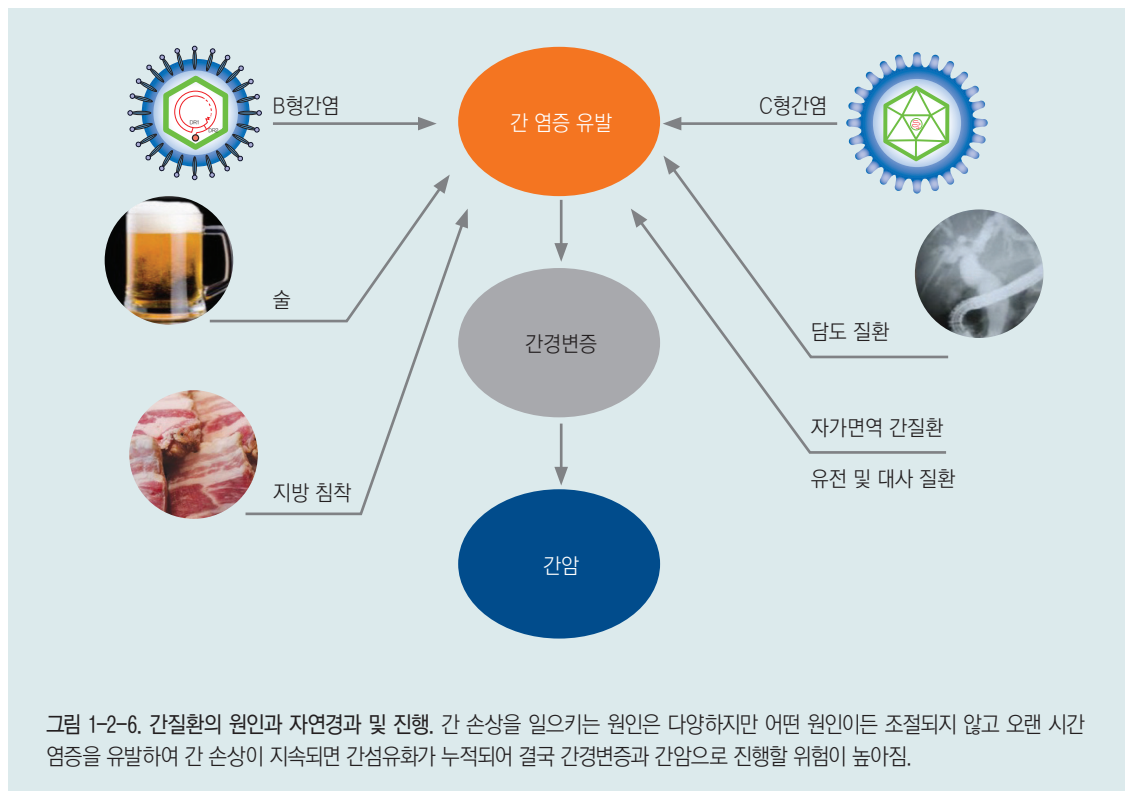 B형간염
DR1
DR2
간 염증 유발
C형간염
술
간경변증
담도 질환
자가면역 간질환
지방 침착
유전 및 대사 질환
간암
그림 1-2-6. 간질환의 원인과 자연경과 및 진행. 간 손상을 일으키는 원인은 다양하지만 어떤 원인이든 조절되지 않고 오랜 시간
염증을 유발하여 간 손상이 지속되면 간섬유화가 누적되어 결국 간경변증과 간암으로 진행할 위험이 높아짐.